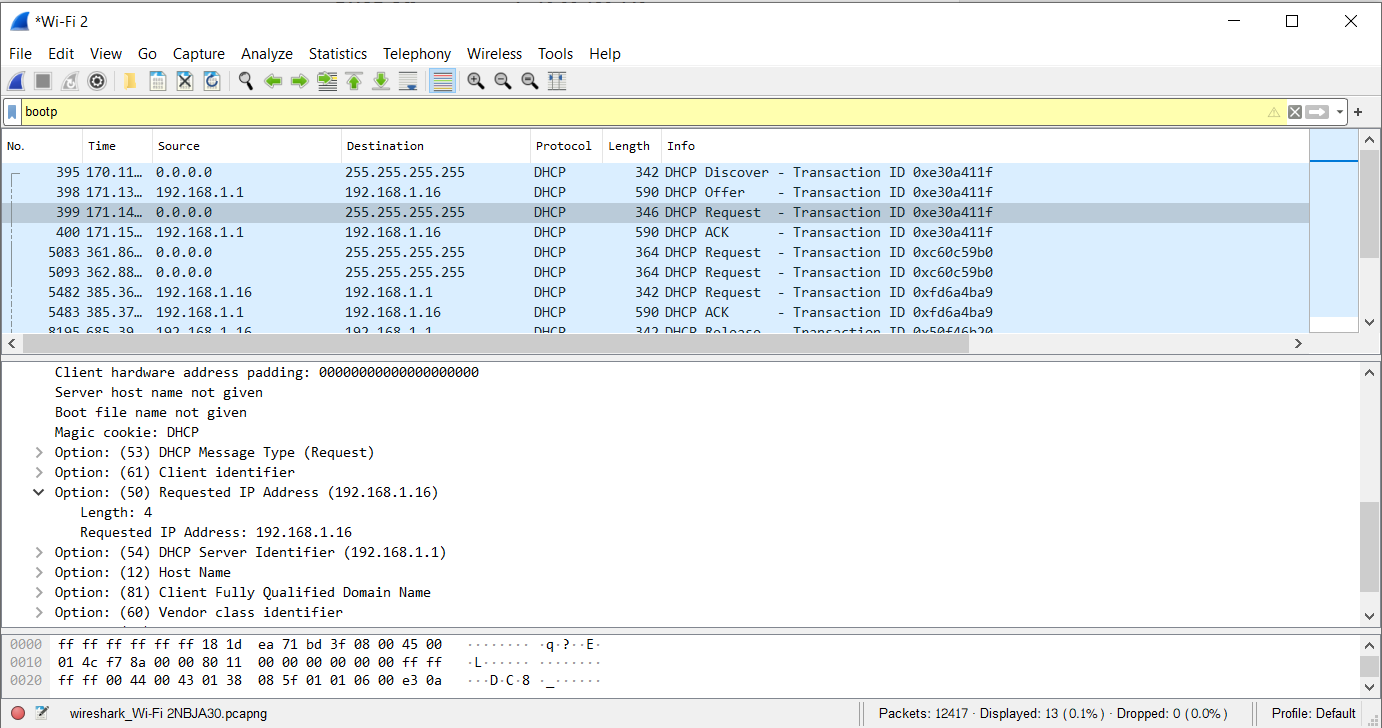 *Wi-Fi 2
File Edit View Go Capture Analyze Statistics Telephony Wireless Tools Help
bootp
No. Time Source Destination Protocol Length Info
395 170.11… 0.0.0.0 255.255.255.255 DHCP 342 DHCP Discover - Transaction ID 0xe30a411f
398 171.13… 192.168.1.1 192.168.1.16 DHCP 590 DHCP Offer - Transaction ID 0xe30a411f
399 171.14… 0.0.0.0 255.255.255.255 DHCP 346 DHCP Request - Transaction ID 0xe30a411f
400 171.15… 192.168.1.1 192.168.1.16 DHCP 590 DHCP ACK - Transaction ID 0xe30a411f
5083 361.86… 0.0.0.0 255.255.255.255 DHCP 364 DHCP Request - Transaction ID 0xc60c59b0
5093 362.88… 0.0.0.0 255.255.255.255 DHCP 364 DHCP Request - Transaction ID 0xc60c59b0
5482 385.36… 192.168.1.16 192.168.1.1 DHCP 342 DHCP Request - Transaction ID 0xfd6a4ba9
5483 385.37… 192.168.1.1 192.168.1.16 DHCP 590 DHCP ACK - Transaction ID 0xfd6a4ba9
8195 685.39… 192.168.1.16 192.168.1.1 DHCP 342 DHCP Release - Transaction ID 0x50f46b20
Client hardware address padding: 00000000000000000000
Server host name not given
Boot file name not given
Magic cookie: DHCP
Option: (53) DHCP Message Type (Request)
Option: (61) Client identifier
Option: (50) Requested IP Address (192.168.1.16)
Length: 4
Requested IP Address: 192.168.1.16
Option: (54) DHCP Server Identifier (192.168.1.1)
Option: (12) Host Name
Option: (81) Client Fully Qualified Domain Name
Option: (60) Vendor class identifier
0000 ff ff ff ff ff ff 18 1d ea 71 bd 3f 08 00 45 00 ········ ·q·?··E·
0010 01 4c f7 8a 00 00 80 11 00 00 00 00 00 00 ff ff ·L······ ········
0020 ff ff 00 44 00 43 01 38 08 5f 01 01 06 00 e3 0a ···D·C·8 ·_······
wireshark_Wi-Fi 2NBJA30.pcapng Packets: 12417 · Displayed: 13 (0.1%) · Dropped: 0 (0.0%) Profile: Default